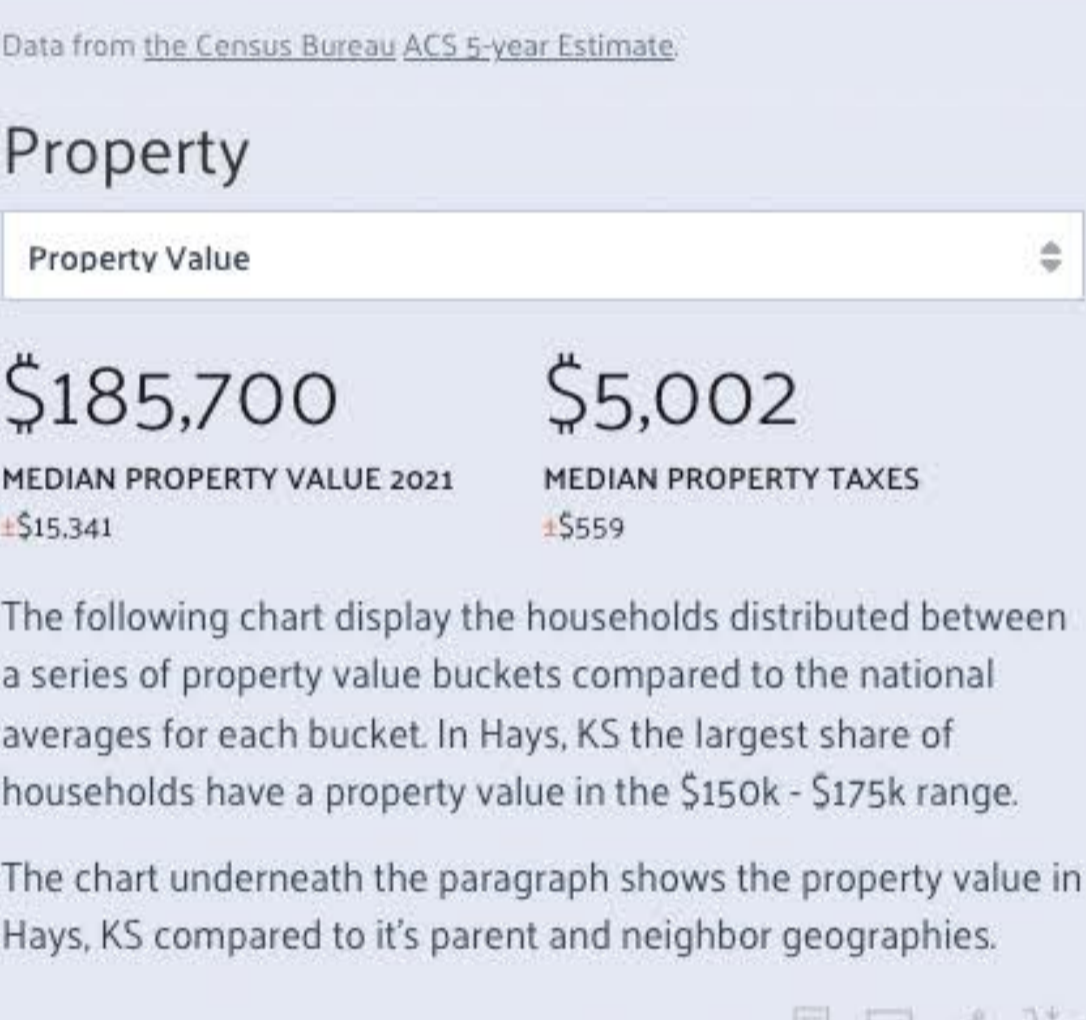 Data from the Census Bureau ACS 5-year Estimate.
Property
Property Value
$185,700
MEDIAN PROPERTY VALUE 2021
±$15,341
$5,002
MEDIAN PROPERTY TAXES
±$559
The following chart display the households distributed between
a series of property value buckets compared to the national
averages for each bucket. In Hays, KS the largest share of
households have a property value in the $150k - $175k range.
The chart underneath the paragraph shows the property value in
Hays, KS compared to it's parent and neighbor geographies.